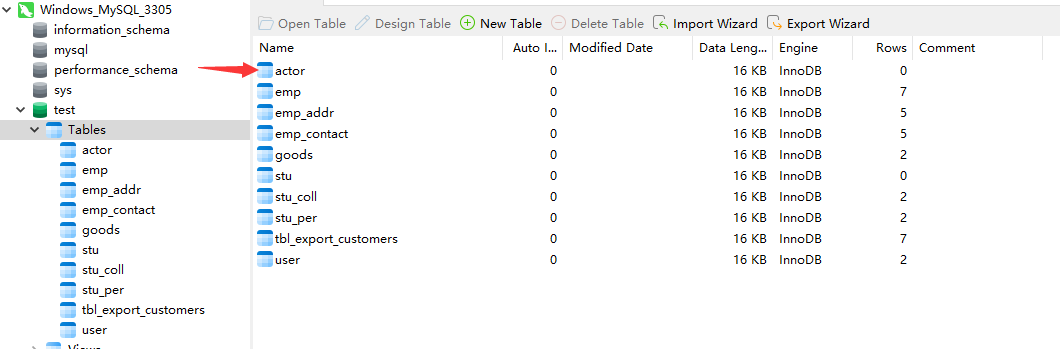 Windows_MySQL_3305
information_schema
mysql
performance_schema
sys
test
Tables
actor
emp
emp_addr
emp_contact
goods
stu
stu_coll
stu_per
tbl_export_customers
user
Views
Open Table Design Table New Table Delete Table Import Wizard Export Wizard
Name Auto I... Modified Date Data Leng... Engine Rows Comment
actor 0 16 KB InnoDB 0
emp 0 16 KB InnoDB 7
emp_addr 0 16 KB InnoDB 5
emp_contact 0 16 KB InnoDB 5
goods 0 16 KB InnoDB 2
stu 0 16 KB InnoDB 0
stu_coll 0 16 KB InnoDB 2
stu_per 0 16 KB InnoDB 2
tbl_export_customers 0 16 KB InnoDB 7
user 0 16 KB InnoDB 2